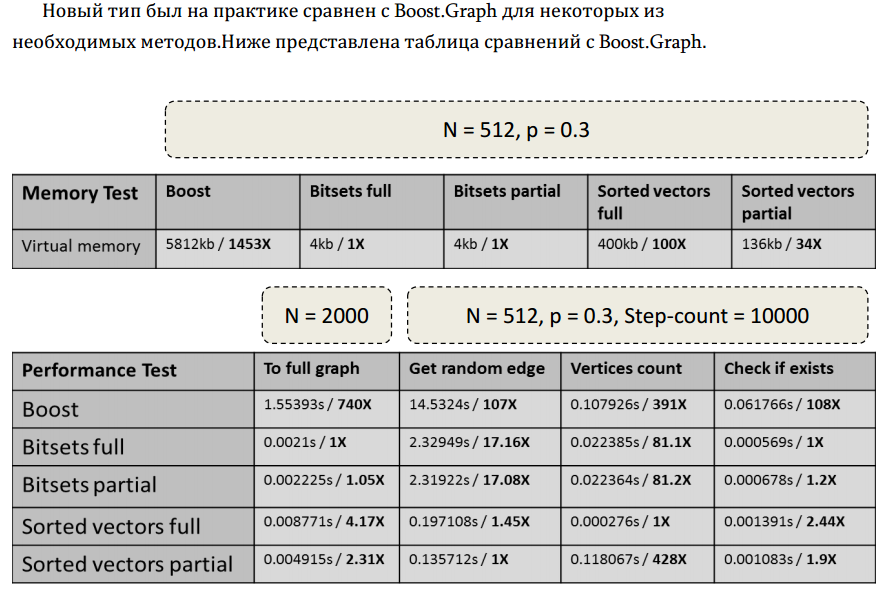 Новый тип был на практике сравнен с Boost.Graph для некоторых из
необходимых методов.Ниже представлена таблица сравнений с Boost.Graph.
N = 512, p = 0.3
Memory Test Boost Bitsets full Bitsets partial Sorted vectors full Sorted vectors partial
Virtual memory 5812kb / 1453X 4kb / 1X 4kb / 1X 400kb / 100X 136kb / 34X
N = 2000 N = 512, p = 0.3, Step-count = 10000
Performance Test To full graph Get random edge Vertices count Check if exists
Boost 1.55393s / 740X 14.5324s / 107X 0.107926s / 391X 0.061766s / 108X
Bitsets full 0.0021s / 1X 2.32949s / 17.16X 0.022385s / 81.1X 0.000569s / 1X
Bitsets partial 0.002225s / 1.05X 2.31922s / 17.08X 0.022364s / 81.2X 0.000678s / 1.2X
Sorted vectors full 0.008771s / 4.17X 0.197108s / 1.45X 0.000276s / 1X 0.001391s / 2.44X
Sorted vectors partial 0.004915s / 2.31X 0.135712s / 1X 0.118067s / 428X 0.001083s / 1.9X